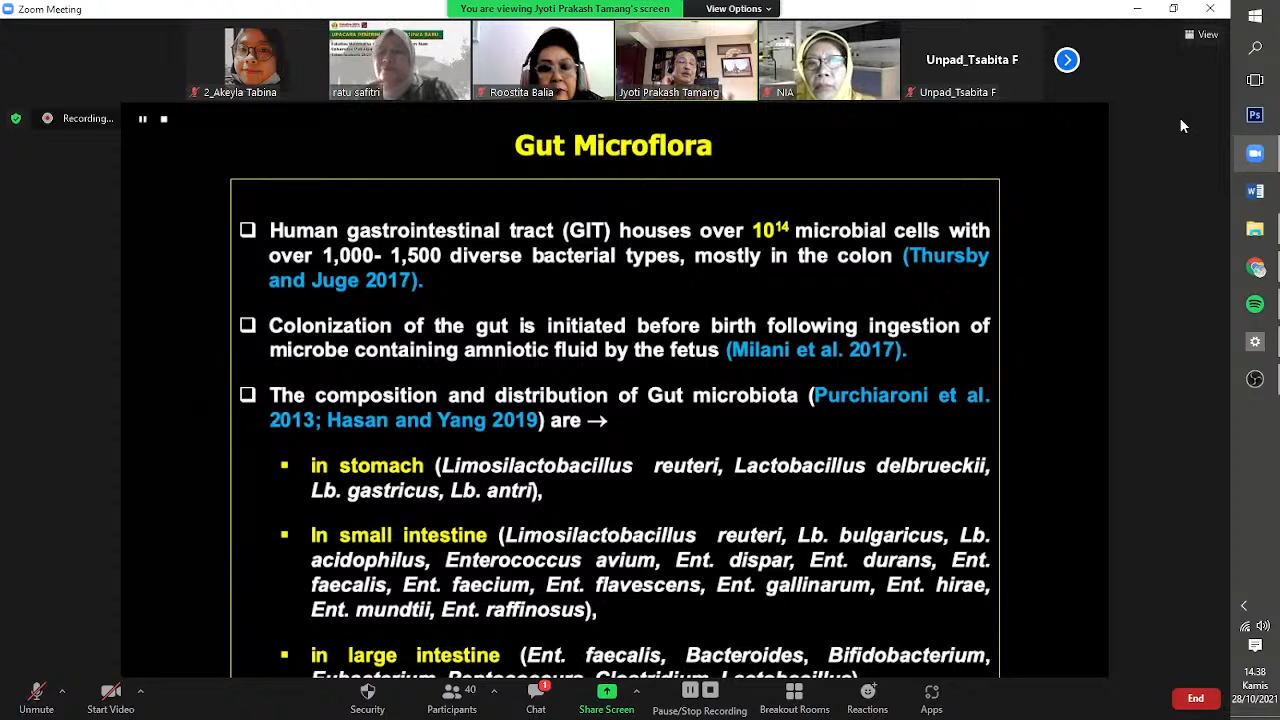 Zoom Meeting
You are viewing Jyoti Prakash Tamang's screen
View Options
View
2_Akeyla Tabina
ratu safitri
Roostita Balia
Jyoti Prakash Tamang
NIA
Unpad_Tsabita F
Unpad_Tsabita F
Recording...
Gut Microflora
Human gastrointestinal tract (GIT) houses over 10¹⁴ microbial cells with
over 1,000- 1,500 diverse bacterial types, mostly in the colon (Thursby
and Juge 2017).
Colonization of the gut is initiated before birth following ingestion of
microbe containing amniotic fluid by the fetus (Milani et al. 2017).
The composition and distribution of Gut microbiota (Purchiaroni et al.
2013; Hasan and Yang 2019) are →
in stomach (Limosilactobacillus reuteri, Lactobacillus delbrueckii,
Lb. gastricus, Lb. antri),
In small intestine (Limosilactobacillus reuteri, Lb. bulgaricus, Lb.
acidophilus, Enterococcus avium, Ent. dispar, Ent. durans, Ent.
faecalis, Ent. faecium, Ent. flavescens, Ent. gallinarum, Ent. hirae,
Ent. mundtii, Ent. raffinosus),
in large intestine (Ent. faecalis, Bacteroides, Bifidobacterium,
Eubacterium, Peptococcus, Clostridium, Lactobacillus)
Unmute
Start Video
Security
40
Participants
1
Chat
Share Screen
Pause/Stop Recording
Breakout Rooms
Reactions
Apps
End
Ps
W
14:38
Kamis